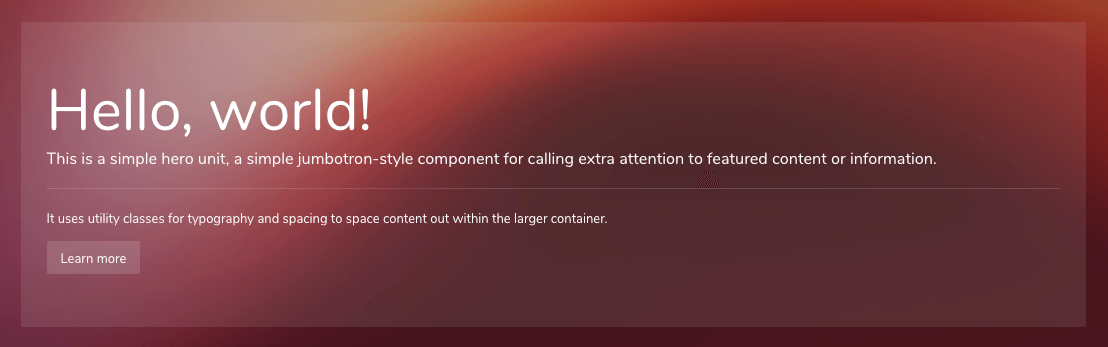 Hello, world!
This is a simple hero unit, a simple jumbotron-style component for calling extra attention to featured content or information.
It uses utility classes for typography and spacing to space content out within the larger container.
Learn more